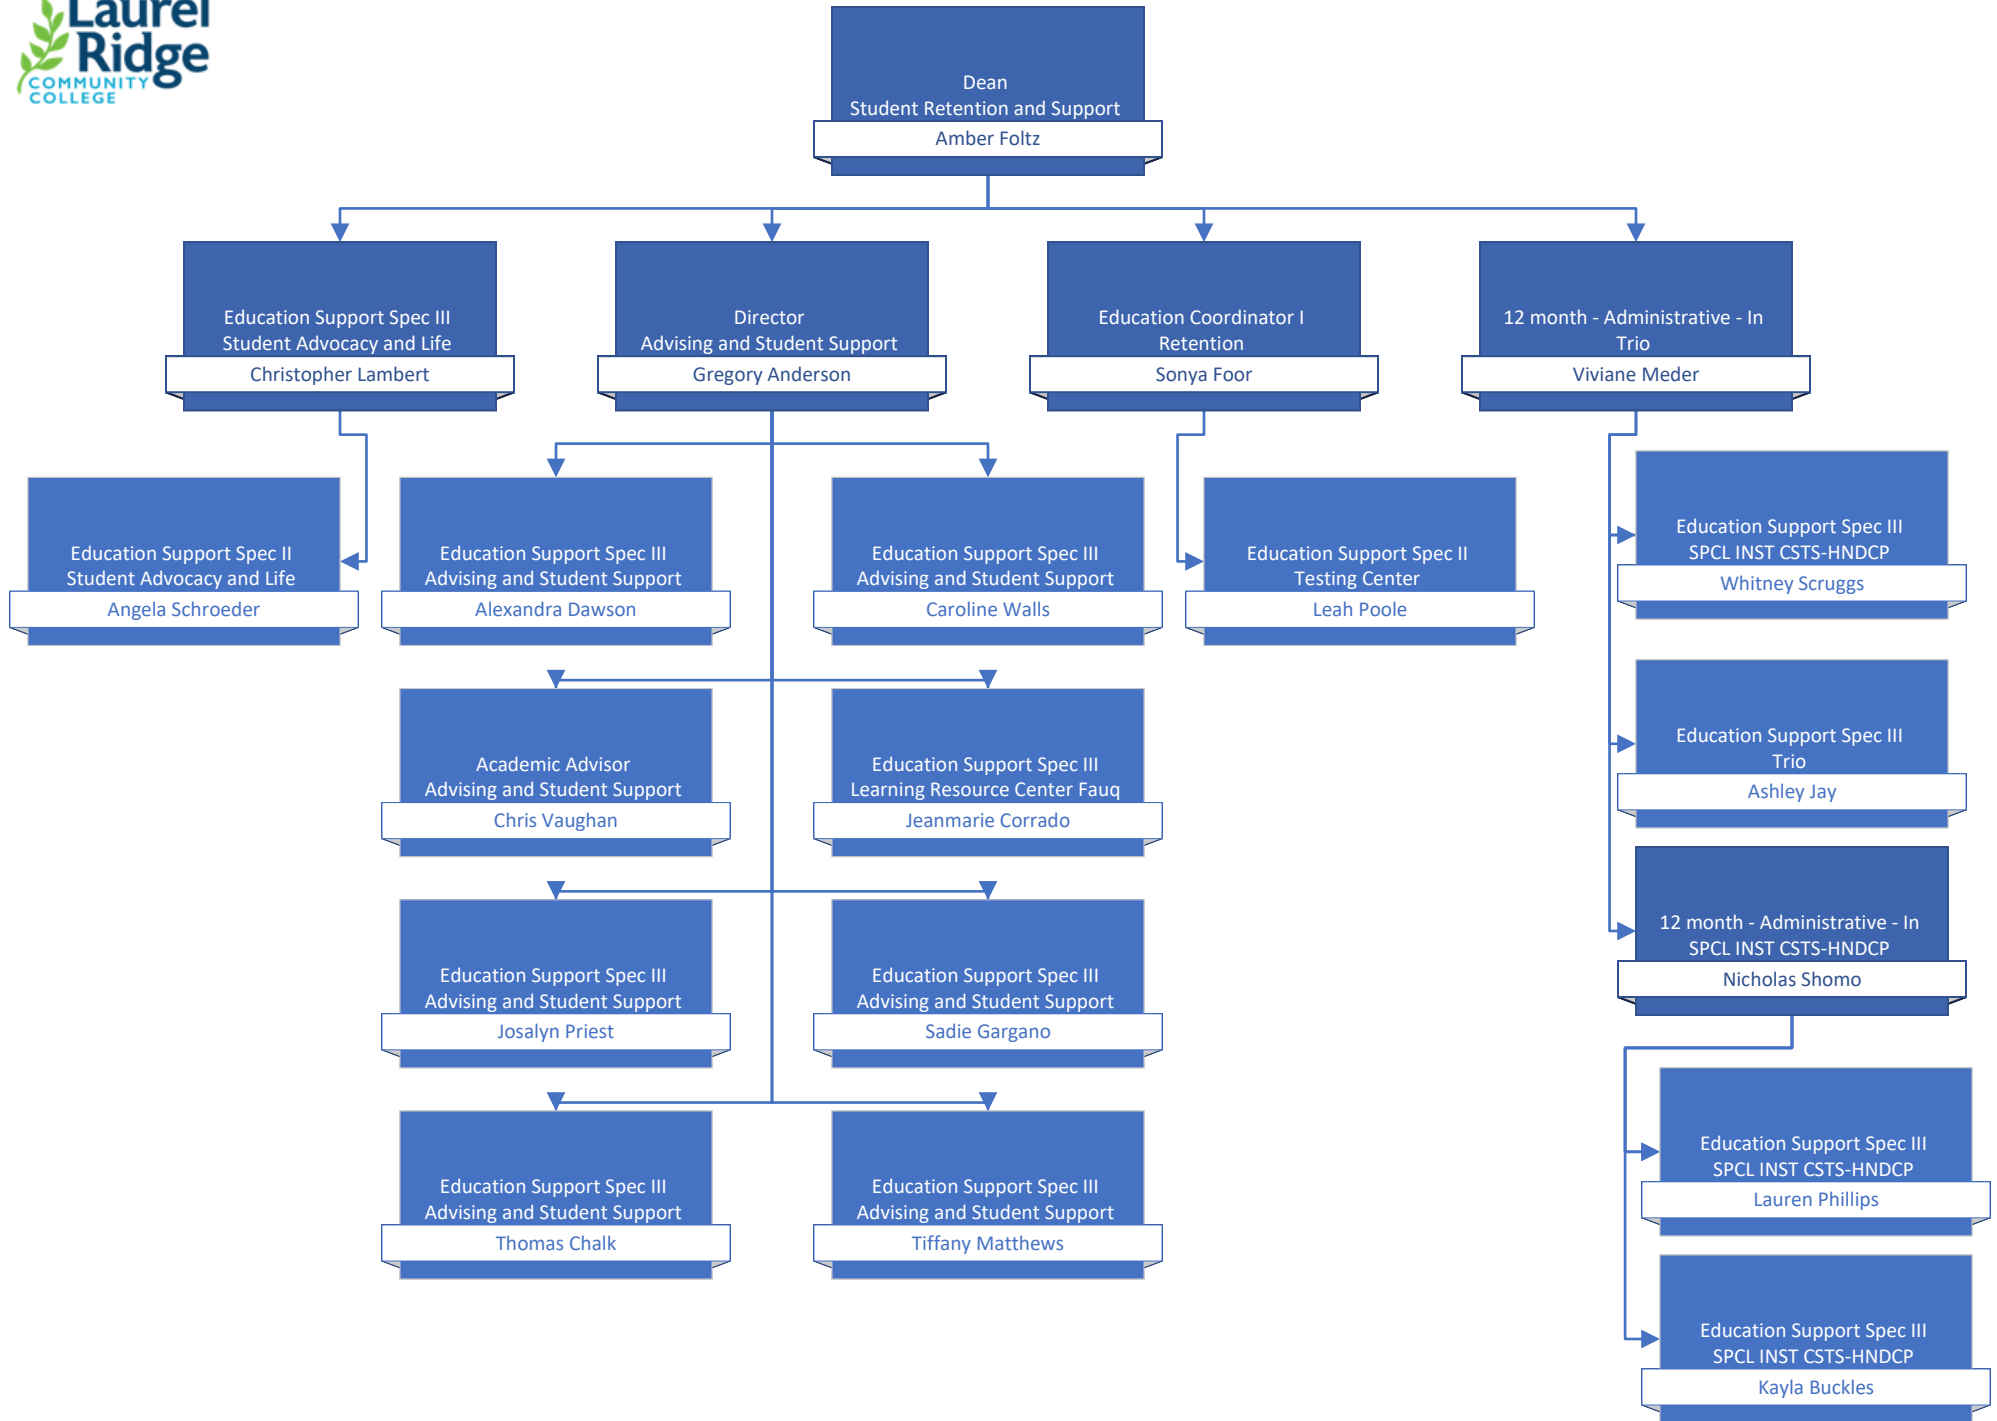 Laurel
Ridge
COMMUNITY
COLLEGE
Dean
Student Retention and Support
Amber Foltz
Education Support Spec III
Student Advocacy and Life
Christopher Lambert
Director
Advising and Student Support
Gregory Anderson
Education Coordinator I
Retention
Sonya Foor
12 month - Administrative - In
Trio
Viviane Meder
Education Support Spec II
Student Advocacy and Life
Angela Schroeder
Education Support Spec III
Advising and Student Support
Alexandra Dawson
Education Support Spec III
Advising and Student Support
Caroline Walls
Education Support Spec II
Testing Center
Leah Poole
Education Support Spec III
SPCL INST CSTS-HNDCP
Whitney Scruggs
Academic Advisor
Advising and Student Support
Chris Vaughan
Education Support Spec III
Learning Resource Center Fauq
Jeanmarie Corrado
Education Support Spec III
Trio
Ashley Jay
Education Support Spec III
Advising and Student Support
Josalyn Priest
Education Support Spec III
Advising and Student Support
Sadie Gargano
12 month - Administrative - In
SPCL INST CSTS-HNDCP
Nicholas Shomo
Education Support Spec III
Advising and Student Support
Thomas Chalk
Education Support Spec III
Advising and Student Support
Tiffany Matthews
Education Support Spec III
SPCL INST CSTS-HNDCP
Lauren Phillips
Education Support Spec III
SPCL INST CSTS-HNDCP
Kayla Buckles